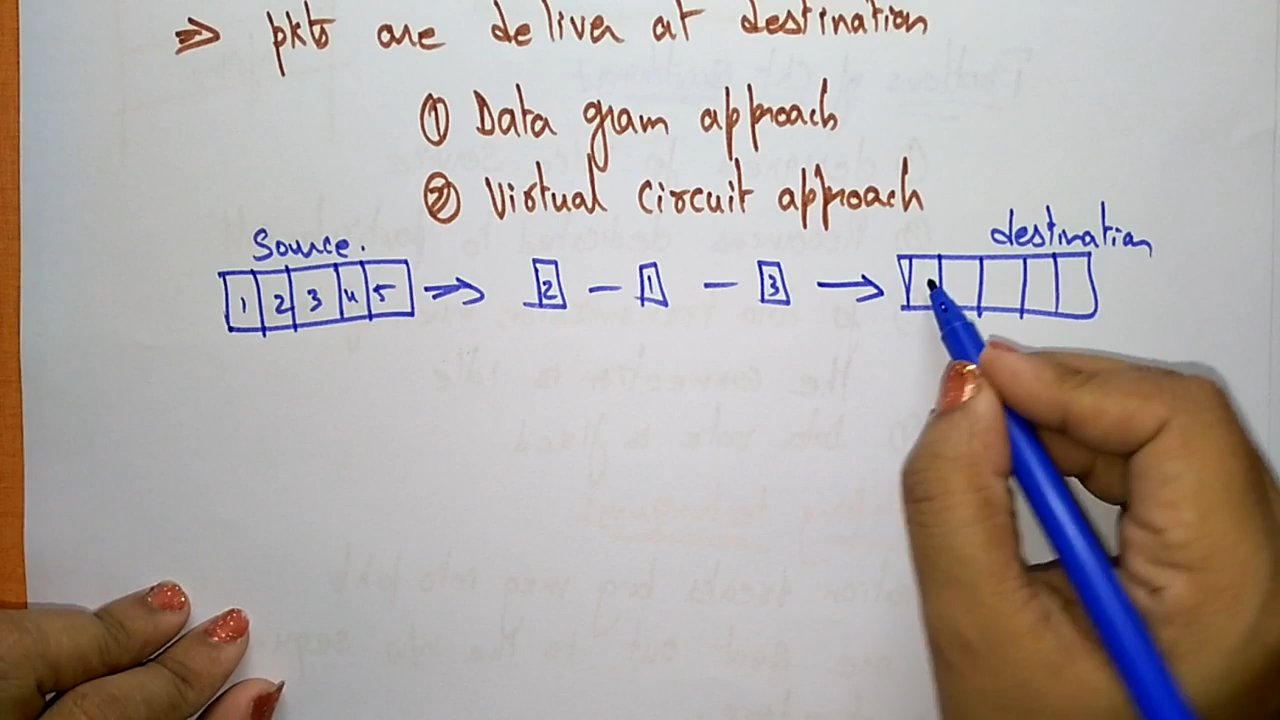 => pkts are deliver at destination
① Data gram approach
② Virtual Circuit approach
Source. destination
1 2 3 4 5 => 2 - 1 - 3 →